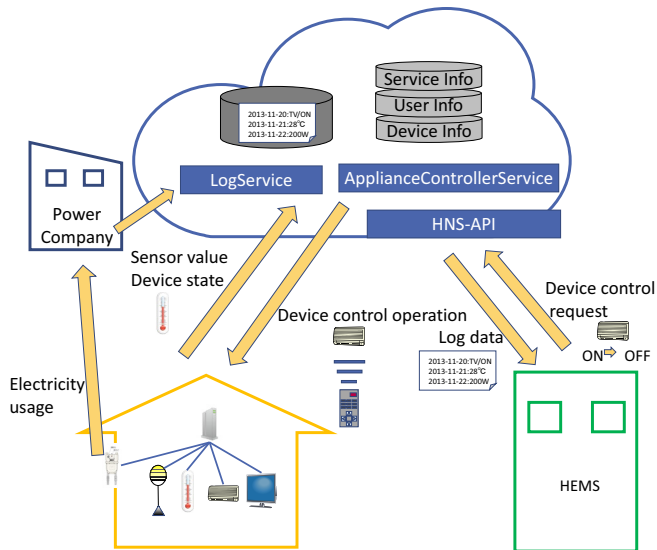 Service Info
User Info
Device Info
2013-11-20:TV/ON
2013-11-21:28℃
2013-11-22:200W
LogService
ApplianceControllerService
HNS-API
Power
Company
Sensor value
Device state
Device control operation
Device control
request
ON
OFF
Log data
2013-11-20:TV/ON
2013-11-21:28℃
2013-11-22:200W
Electricity
usage
HEMS